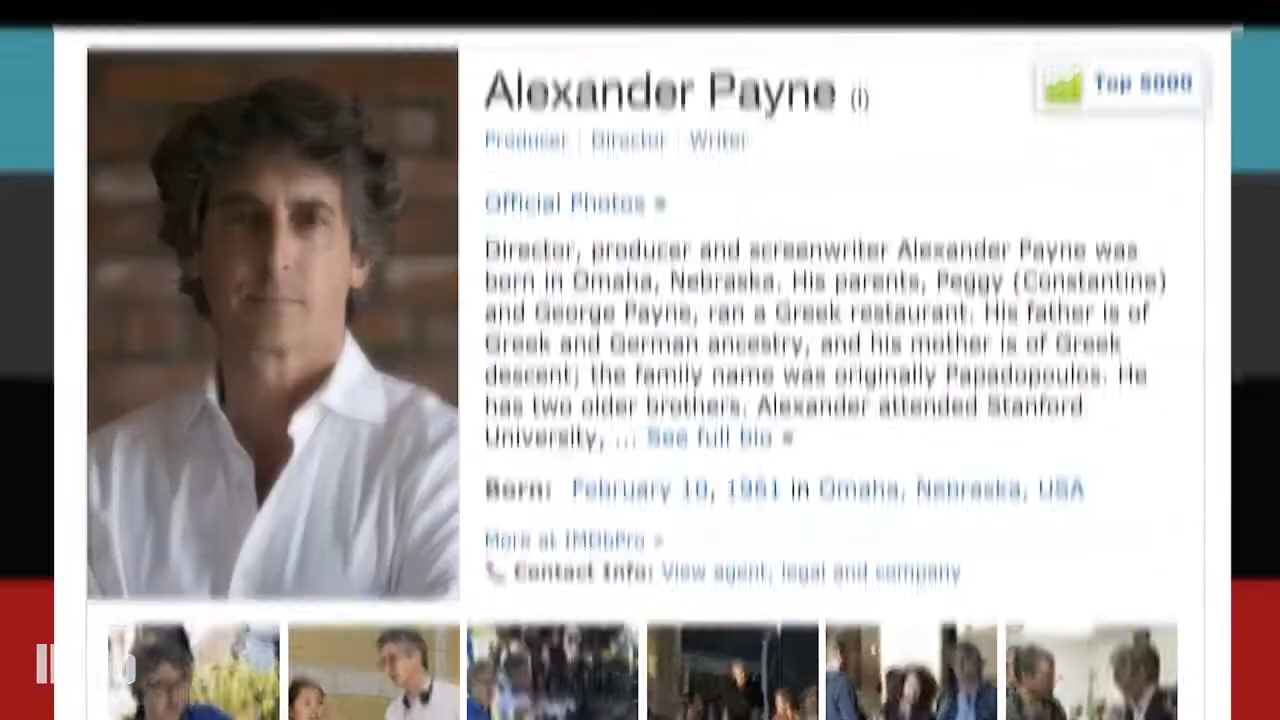 Alexander Payne (I)
Top 5000
Producer | Director | Writer
Official Photos »
Director, producer and screenwriter Alexander Payne was
born in Omaha, Nebraska. His parents, Peggy (Constantine)
and George Payne, ran a Greek restaurant. His father is of
Greek and German ancestry, and his mother is of Greek
descent; the family name was originally Papadopoulos. He
has two older brothers. Alexander attended Stanford
University, ... See full bio »
Born: February 10, 1961 in Omaha, Nebraska, USA
More at IMDbPro »
Contact Info: View agent, legal and company